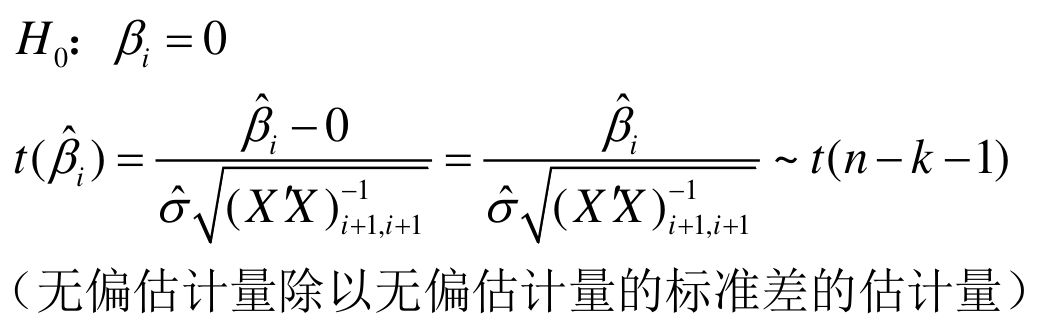 H₀： βᵢ = 0
t(β̂ᵢ) = (β̂ᵢ − 0) / (σ̂√((X'X)⁻¹ᵢ₊₁,ᵢ₊₁)) = β̂ᵢ / (σ̂√((X'X)⁻¹ᵢ₊₁,ᵢ₊₁)) ~ t(n − k − 1)
（无偏估计量除以无偏估计量的标准差的估计量）